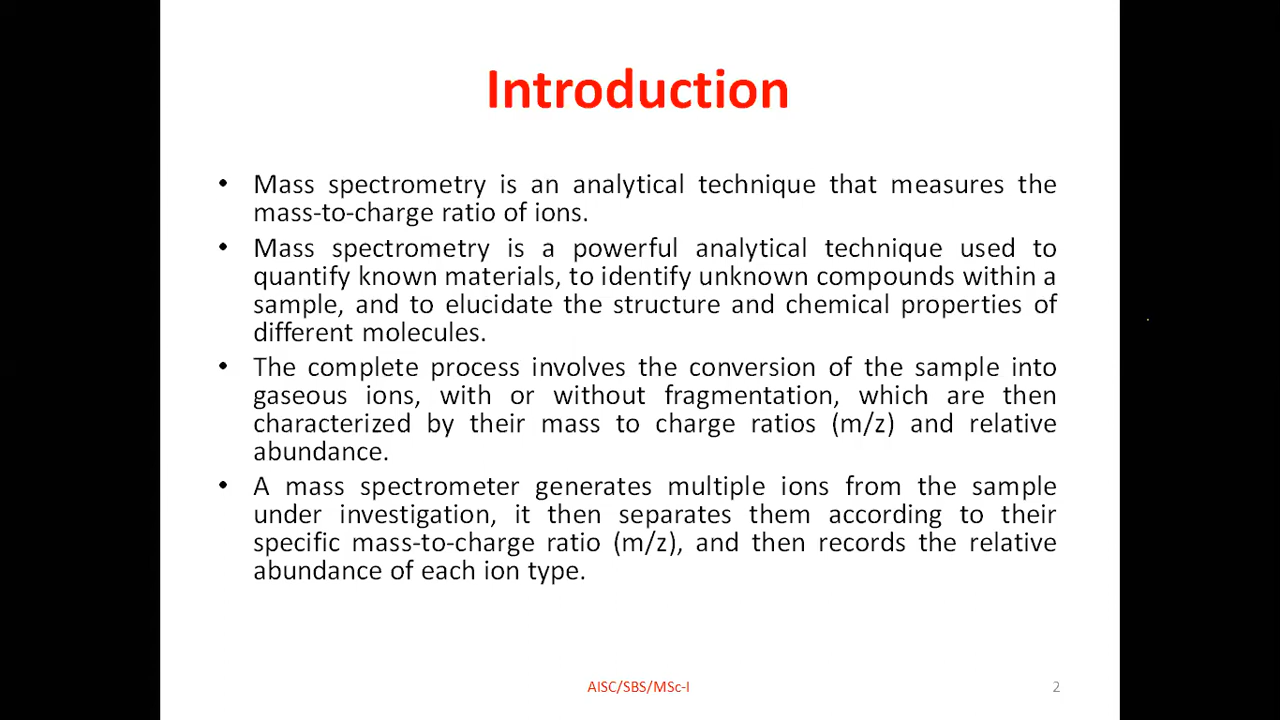 Introduction
• Mass spectrometry is an analytical technique that measures the
mass-to-charge ratio of ions.
• Mass spectrometry is a powerful analytical technique used to
quantify known materials, to identify unknown compounds within a
sample, and to elucidate the structure and chemical properties of
different molecules.
• The complete process involves the conversion of the sample into
gaseous ions, with or without fragmentation, which are then
characterized by their mass to charge ratios (m/z) and relative
abundance.
• A mass spectrometer generates multiple ions from the sample
under investigation, it then separates them according to their
specific mass-to-charge ratio (m/z), and then records the relative
abundance of each ion type.
AISC/SBS/MSc-I
2